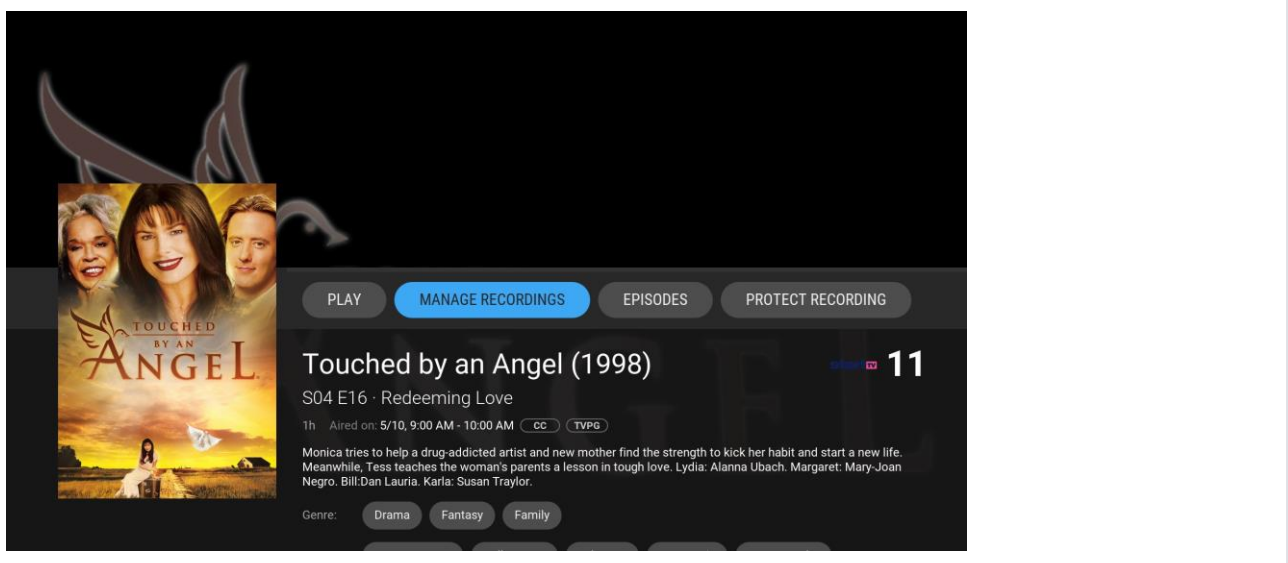 TOUCHED
BY AN
ANGEL
PLAY
MANAGE RECORDINGS
EPISODES
PROTECT RECORDING
Touched by an Angel (1998)
TV 11
S04 E16 · Redeeming Love
1h Aired on: 5/10, 9:00 AM - 10:00 AM CC TVPG
Monica tries to help a drug-addicted artist and new mother find the strength to kick her habit and start a new life.
Meanwhile, Tess teaches the woman's parents a lesson in tough love. Lydia: Alanna Ubach. Margaret: Mary-Joan
Negro. Bill:Dan Lauria. Karla: Susan Traylor.
Genre: Drama Fantasy Family